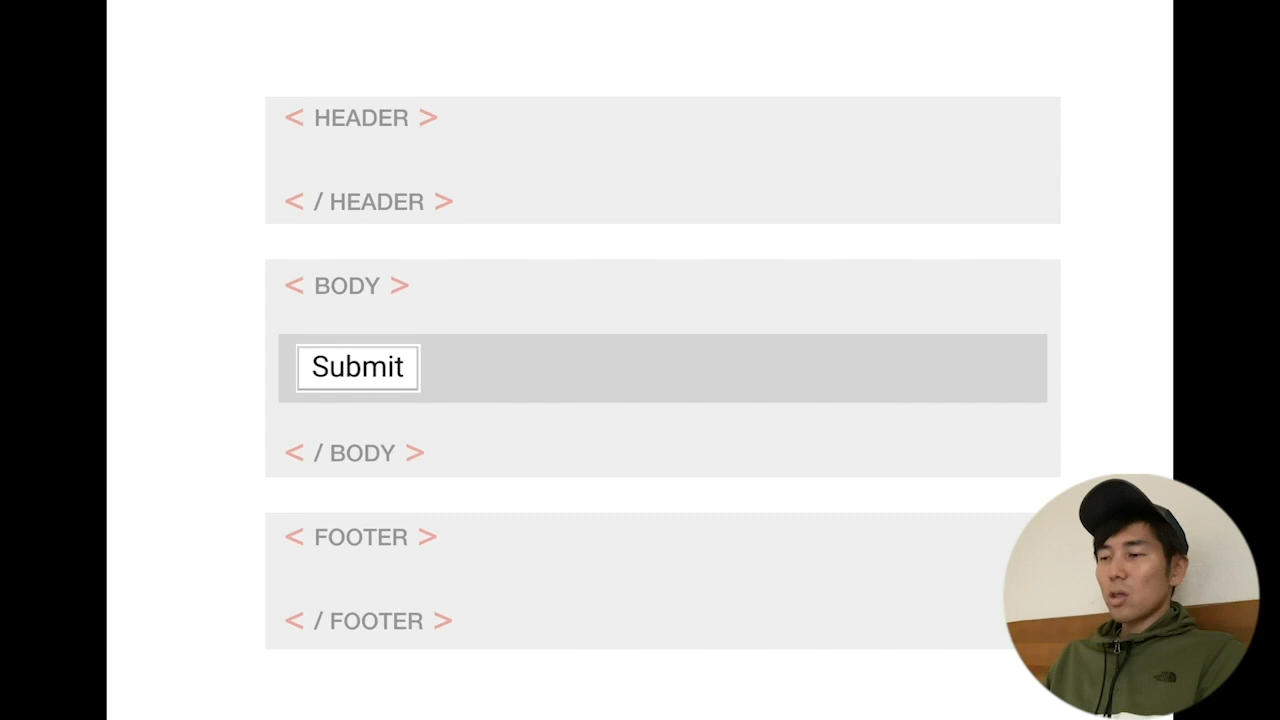 < HEADER >
< / HEADER >
< BODY >
Submit
< / BODY >
< FOOTER >
< / FOOTER >